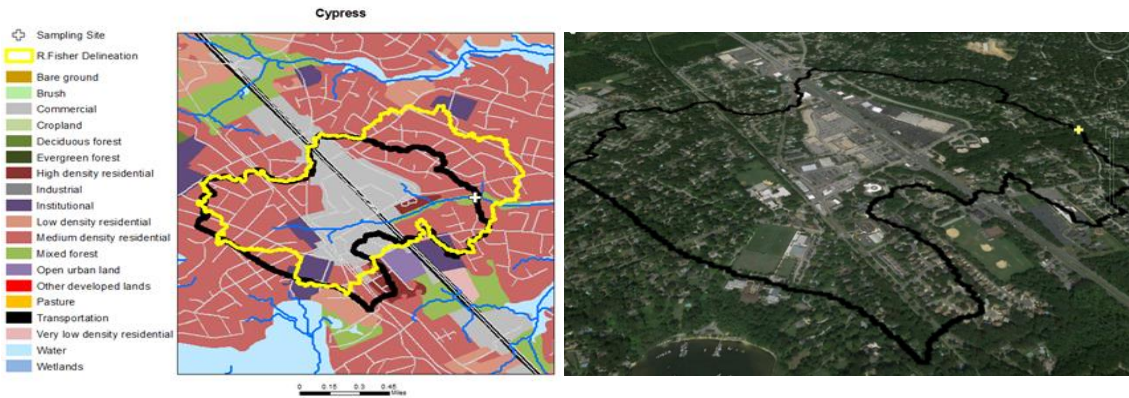 Cypress
Sampling Site
R.Fisher Delineation
Bare ground
Brush
Commercial
Cropland
Deciduous forest
Evergreen forest
High density residential
Industrial
Institutional
Low density residential
Medium density residential
Mixed forest
Open urban land
Other developed lands
Pasture
Transportation
Very low density residential
Water
Wetlands
0 0.15 0.3 0.45
Miles